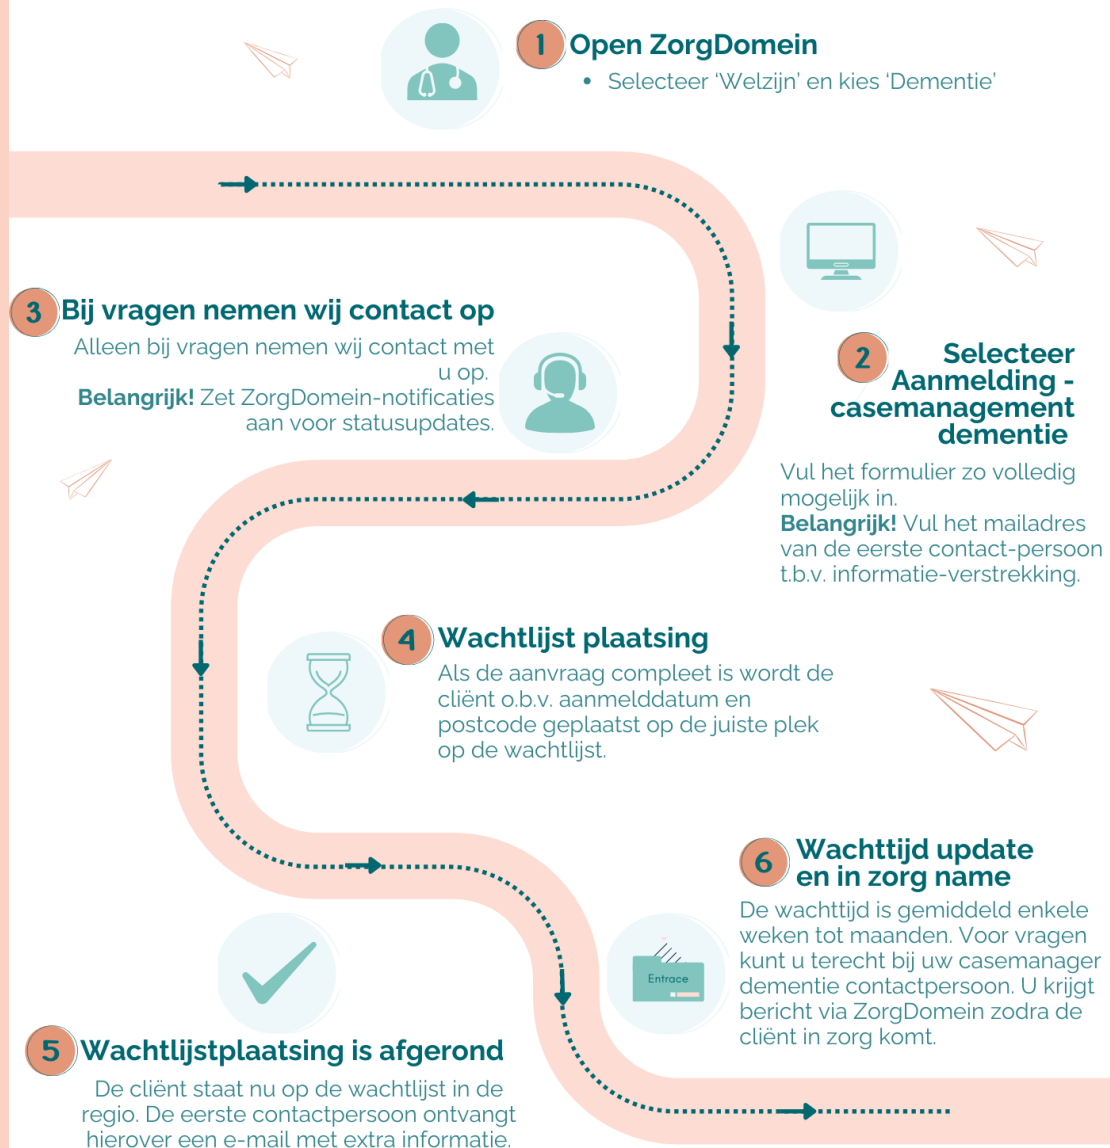 1 Open ZorgDomein
• Selecteer ‘Welzijn’ en kies ‘Dementie’
2 Selecteer
Aanmelding -
casemanagement
dementie
Vul het formulier zo volledig
mogelijk in.
Belangrijk! Vul het mailadres
van de eerste contact-persoon
t.b.v. informatie-verstrekking.
3 Bij vragen nemen wij contact op
Alleen bij vragen nemen wij contact met
u op.
Belangrijk! Zet ZorgDomein-notificaties
aan voor statusupdates.
4 Wachtlijst plaatsing
Als de aanvraag compleet is wordt de
cliënt o.b.v. aanmelddatum en
postcode geplaatst op de juiste plek
op de wachtlijst.
5 Wachtlijstplaatsing is afgerond
De cliënt staat nu op de wachtlijst in de
regio. De eerste contactpersoon ontvangt
hierover een e-mail met extra informatie.
6 Wachttijd update
en in zorg name
De wachttijd is gemiddeld enkele
weken tot maanden. Voor vragen
kunt u terecht bij uw casemanager
dementie contactpersoon. U krijgt
bericht via ZorgDomein zodra de
cliënt in zorg komt.
Entrace